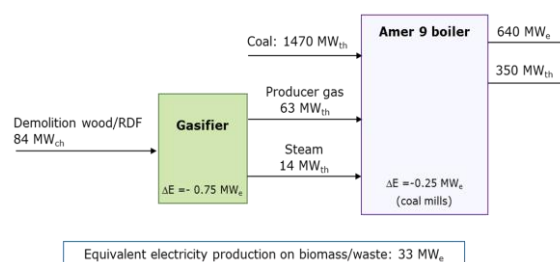 Coal: 1470 MWth
Amer 9 boiler
640 MWe
350 MWth
Demolition wood/RDF
84 MWch
Gasifier
ΔE =- 0.75 MWe
Producer gas
63 MWth
Steam
14 MWth
ΔE =-0.25 MWe
(coal mills)
Equivalent electricity production on biomass/waste: 33 MWe